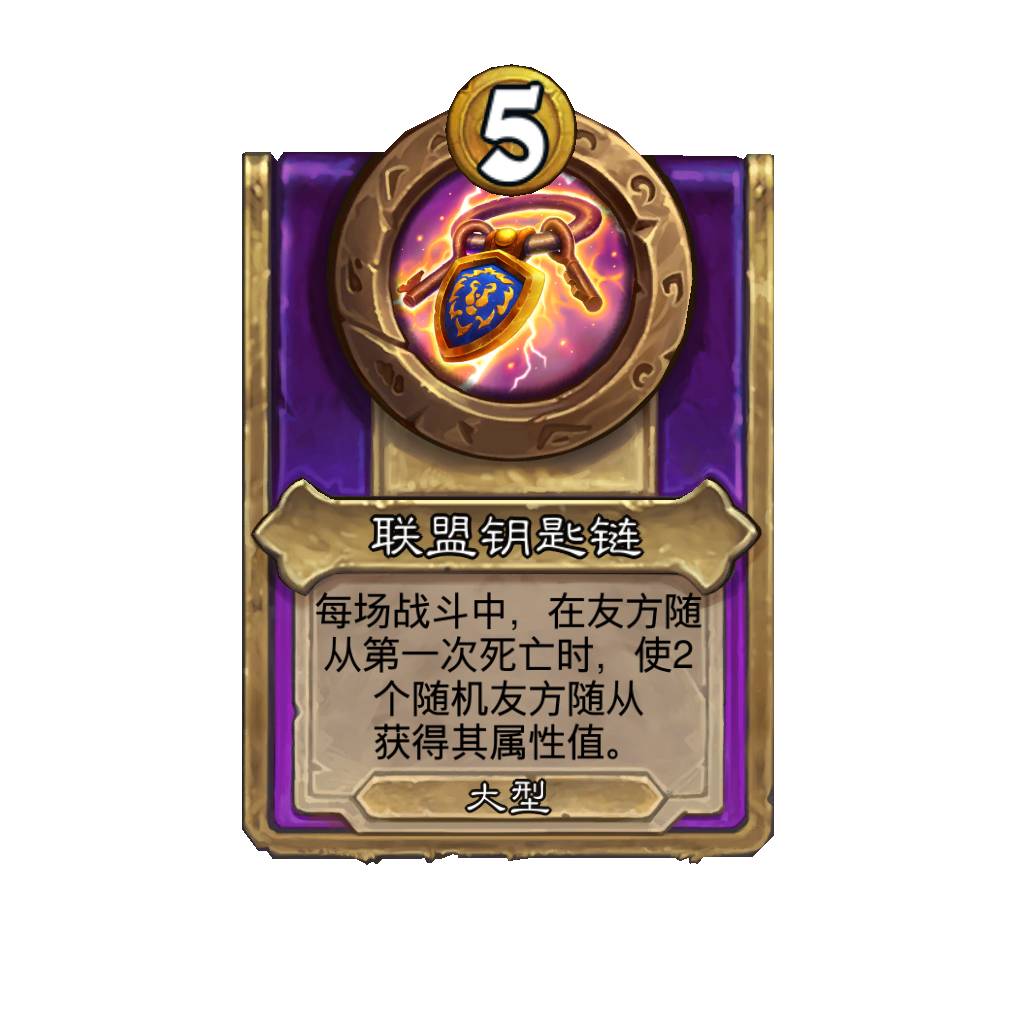 5
联盟钥匙链
每场战斗中，在友方随
从第一次死亡时，使2
个随机友方随从
获得其属性值。
大型